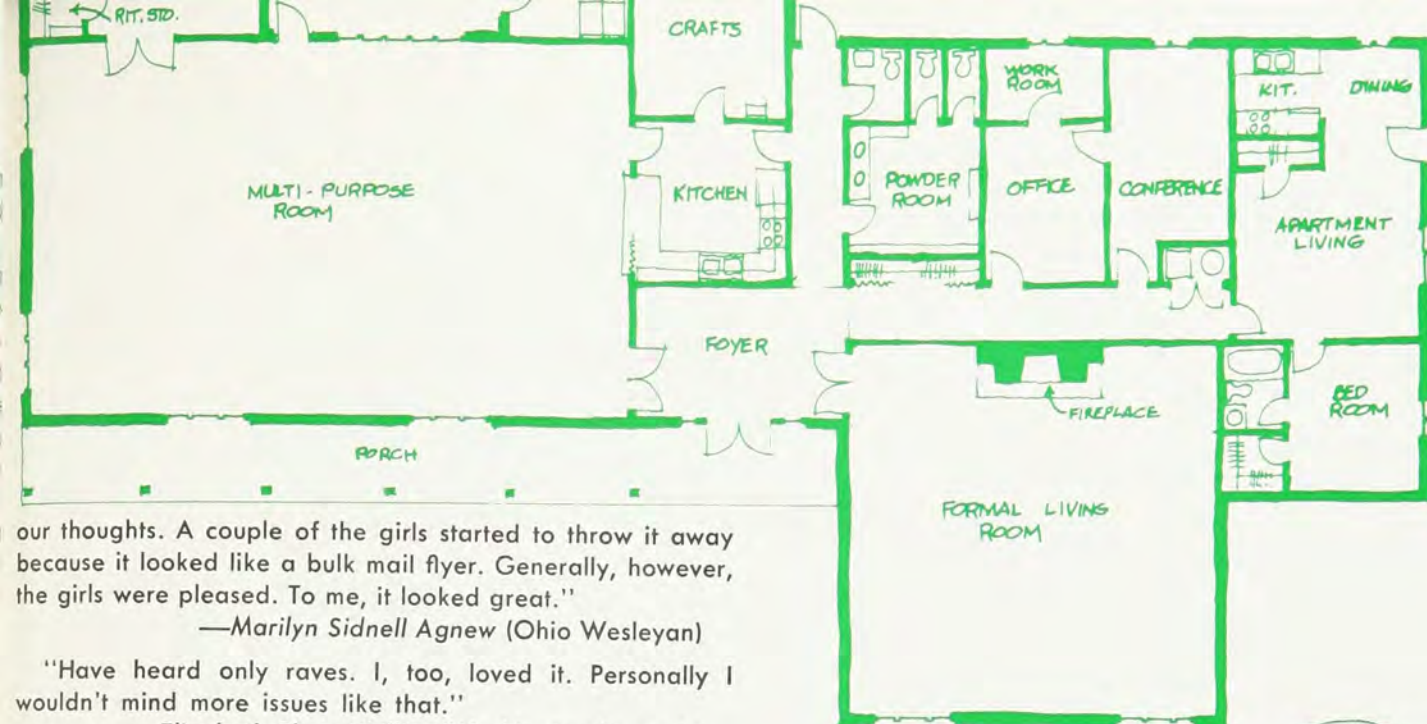 RIT. STO.
CRAFTS
WORK
ROOM
KIT.
DINING
MULTI-PURPOSE
ROOM
KITCHEN
POWDER
ROOM
OFFICE
CONFERENCE
APARTMENT
LIVING
FOYER
FIREPLACE
BED
ROOM
PORCH
FORMAL LIVING
ROOM
our thoughts. A couple of the girls started to throw it away
because it looked like a bulk mail flyer. Generally, however,
the girls were pleased. To me, it looked great."
—Marilyn Sidnell Agnew (Ohio Wesleyan)
"Have heard only raves. I, too, loved it. Personally I
wouldn't mind more issues like that."